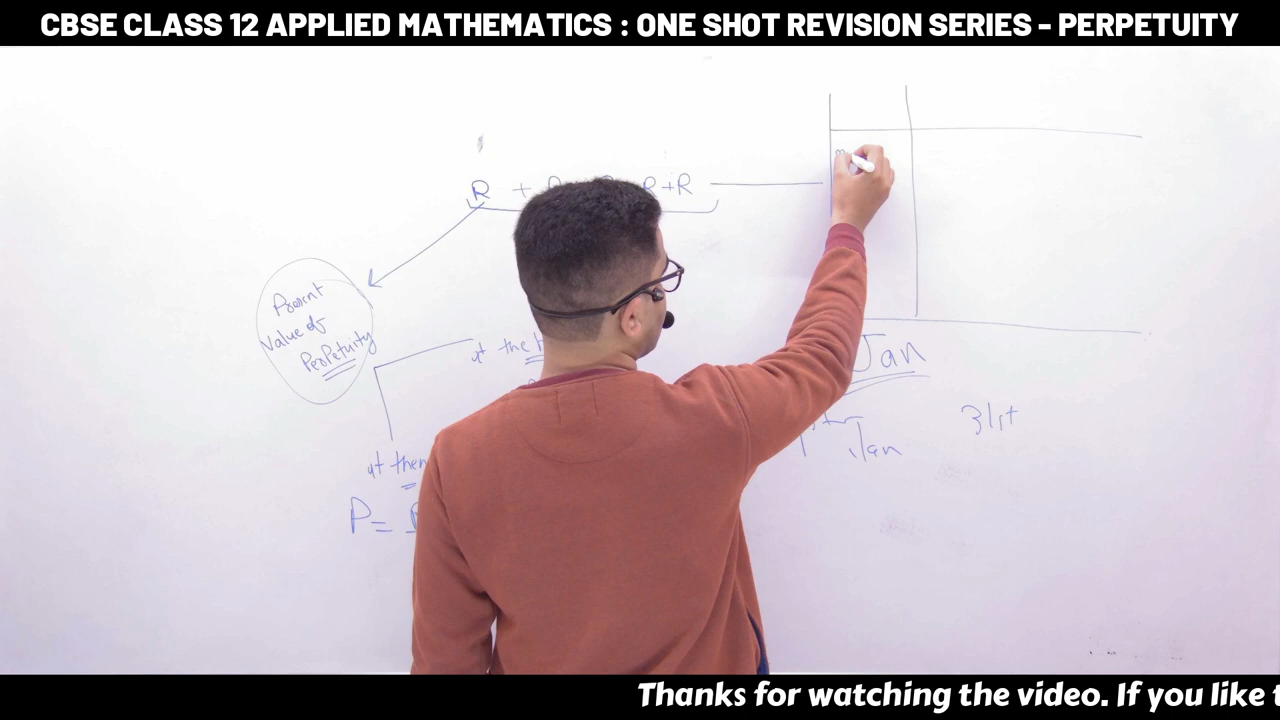 CBSE CLASS 12 APPLIED MATHEMATICS : ONE SHOT REVISION SERIES - PERPETUITY
R + R + R
Present
Value of
Perpetuity
at the
Jan
31st
Jan
at the
P =
Thanks for watching the video. If you like